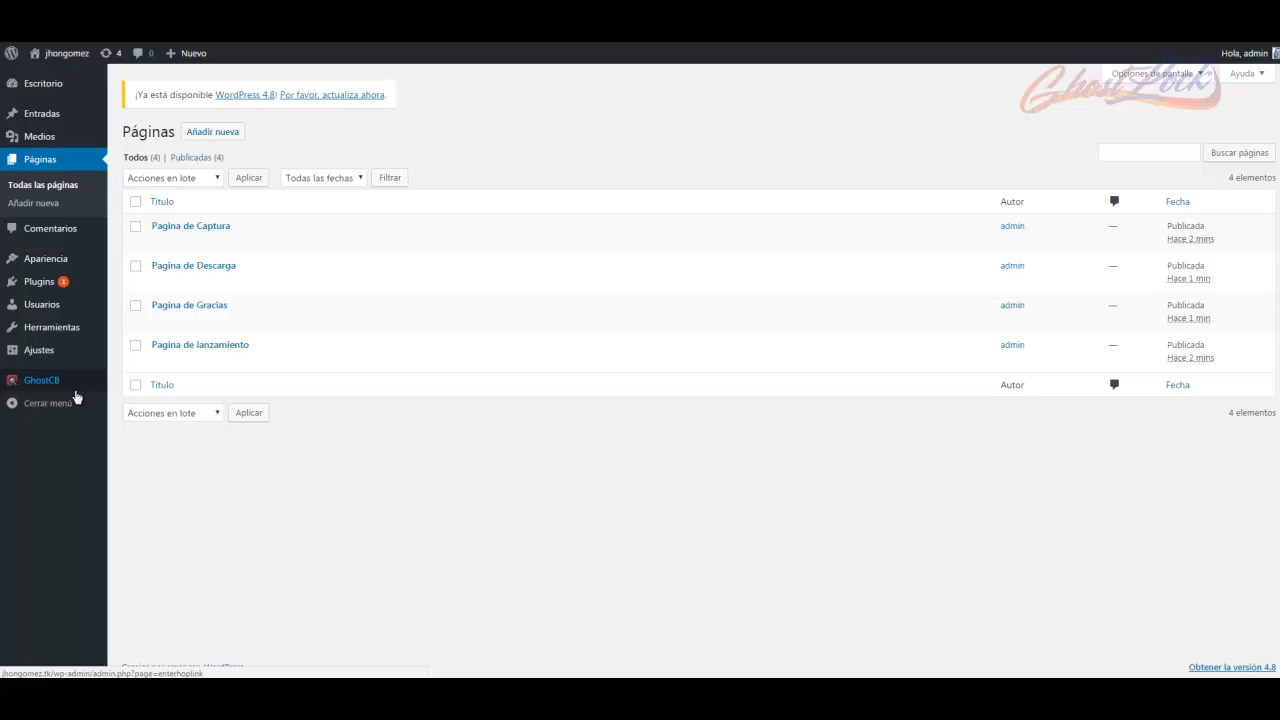 jhongomez 4 0 Nuevo Hola, admin
Opciones de pantalla Ayuda
GhostLock
Escritorio
Entradas
Medios
Páginas
Todas las páginas
Añadir nueva
Comentarios
Apariencia
Plugins 1
Usuarios
Herramientas
Ajustes
GhostCB
Cerrar menú
¡Ya está disponible WordPress 4.8! Por favor, actualiza ahora.
Páginas Añadir nueva
Todos (4) | Publicadas (4)
Buscar páginas
Acciones en lote Aplicar Todas las fechas Filtrar 4 elementos
Título Autor Fecha
Pagina de Captura admin — Publicada
Hace 2 mins
Pagina de Descarga admin — Publicada
Hace 1 min
Pagina de Gracias admin — Publicada
Hace 1 min
Pagina de lanzamiento admin — Publicada
Hace 2 mins
Título Autor Fecha
Acciones en lote Aplicar 4 elementos
Obtener la versión 4.8
jhongomez.tk/wp-admin/admin.php?page=enterhoplink